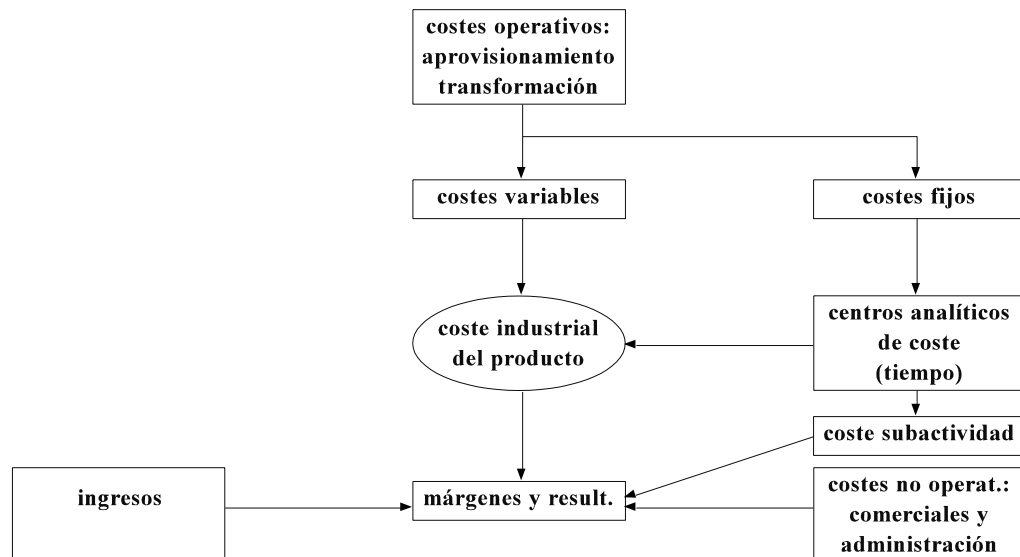 costes operativos:
aprovisionamiento
transformación
costes variables
costes fijos
coste industrial
del producto
centros analíticos
de coste
(tiempo)
coste subactividad
ingresos
márgenes y result.
costes no operat.:
comerciales y
administración